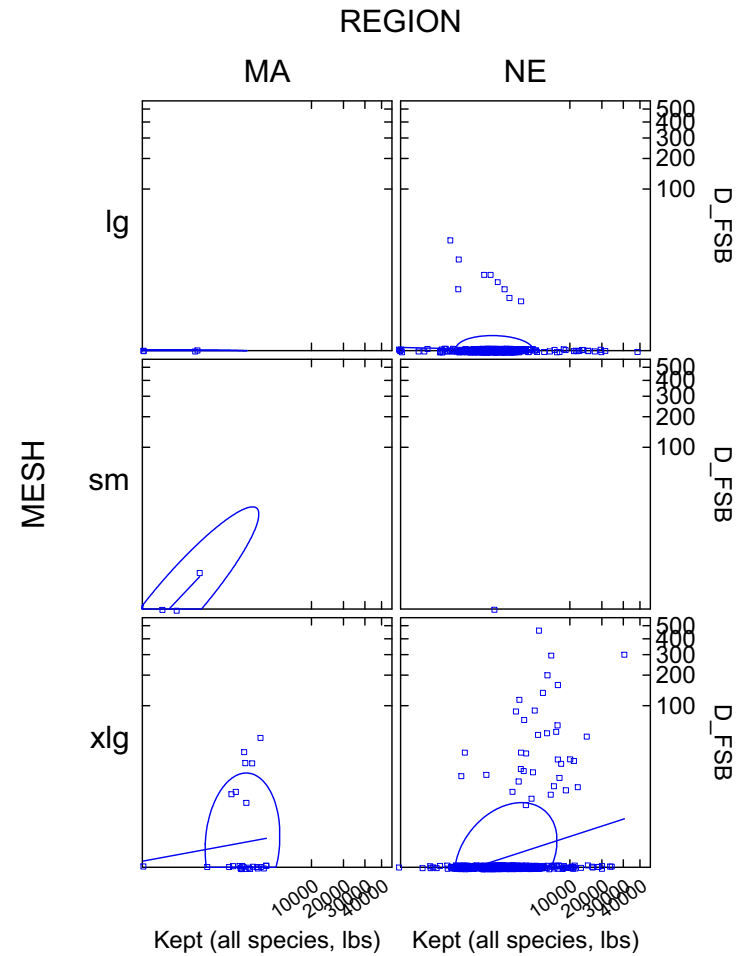 REGION
MA NE
lg
500
400
300
200
100
D_FSB
MESH
sm
500
400
300
200
100
D_FSB
xlg
500
400
300
200
100
D_FSB
10000 20000 30000 40000 10000 20000 30000 40000
Kept (all species, lbs) Kept (all species, lbs)